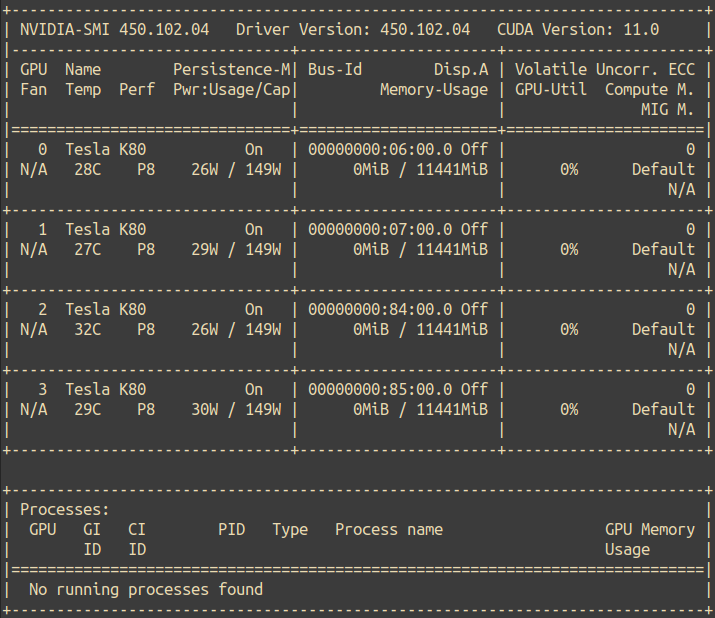 +-----------------------------------------------------------------------------+
| NVIDIA-SMI 450.102.04   Driver Version: 450.102.04   CUDA Version: 11.0     |
|-------------------------------+----------------------+----------------------+
| GPU  Name        Persistence-M| Bus-Id        Disp.A | Volatile Uncorr. ECC |
| Fan  Temp  Perf  Pwr:Usage/Cap|         Memory-Usage | GPU-Util  Compute M. |
|                               |                      |               MIG M. |
|===============================+======================+======================|
|   0  Tesla K80           On   | 00000000:06:00.0 Off |                    0 |
| N/A   28C    P8    26W / 149W |      0MiB / 11441MiB |      0%      Default |
|                               |                      |                  N/A |
+-------------------------------+----------------------+----------------------+
|   1  Tesla K80           On   | 00000000:07:00.0 Off |                    0 |
| N/A   27C    P8    29W / 149W |      0MiB / 11441MiB |      0%      Default |
|                               |                      |                  N/A |
+-------------------------------+----------------------+----------------------+
|   2  Tesla K80           On   | 00000000:84:00.0 Off |                    0 |
| N/A   32C    P8    26W / 149W |      0MiB / 11441MiB |      0%      Default |
|                               |                      |                  N/A |
+-------------------------------+----------------------+----------------------+
|   3  Tesla K80           On   | 00000000:85:00.0 Off |                    0 |
| N/A   29C    P8    30W / 149W |      0MiB / 11441MiB |      0%      Default |
|                               |                      |                  N/A |
+-------------------------------+----------------------+----------------------+

+-----------------------------------------------------------------------------+
| Processes:                                                                  |
|  GPU   GI   CI        PID   Type   Process name                  GPU Memory |
|        ID   ID                                                   Usage      |
|=============================================================================|
|  No running processes found                                                 |
+-----------------------------------------------------------------------------+